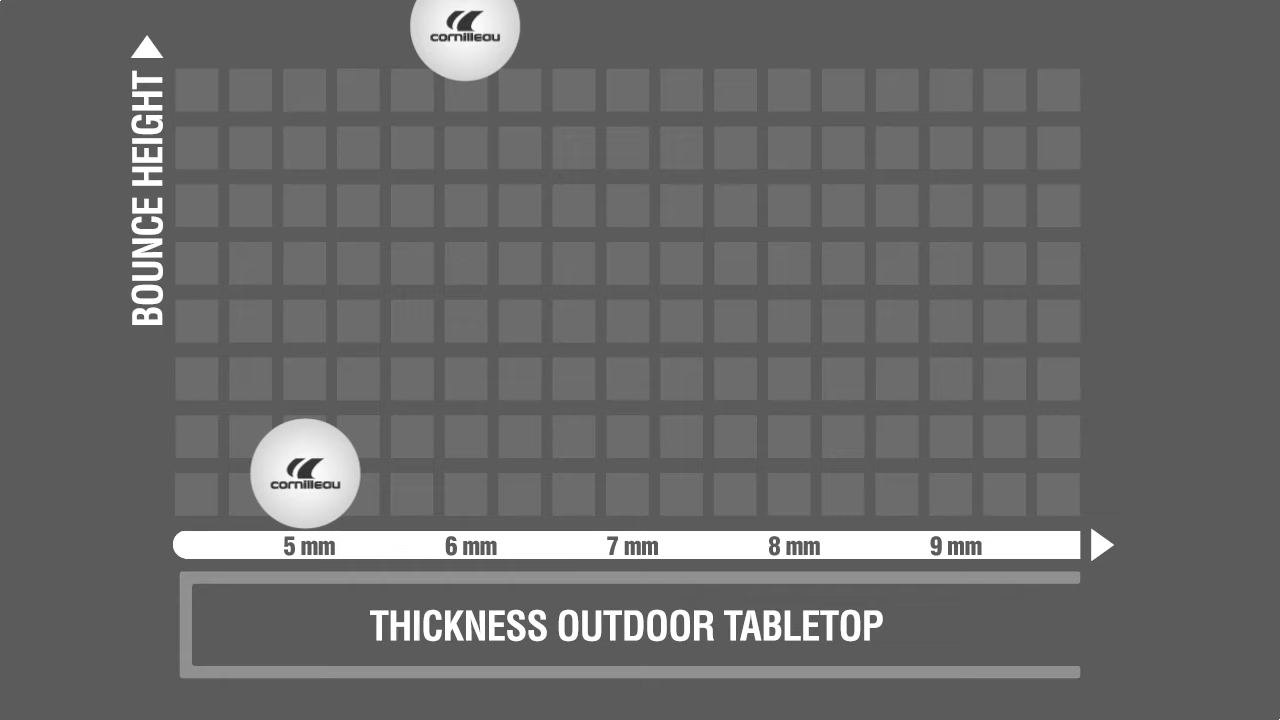 cornilleau
BOUNCE HEIGHT
cornilleau
5 mm 6 mm 7 mm 8 mm 9 mm
THICKNESS OUTDOOR TABLETOP